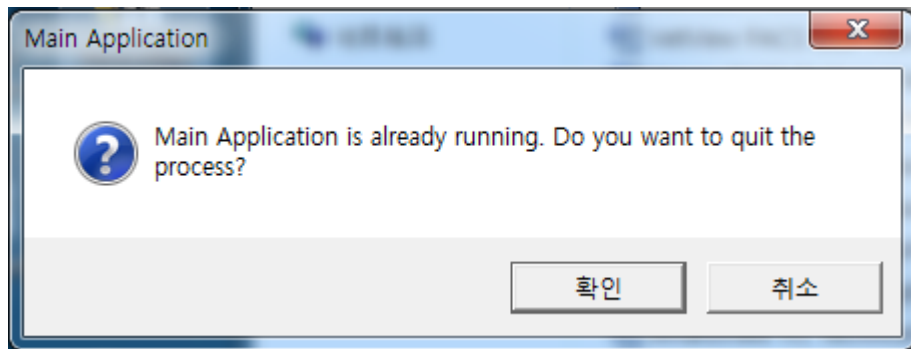 Main Application
Main Application is already running. Do you want to quit the
process?
확인
취소